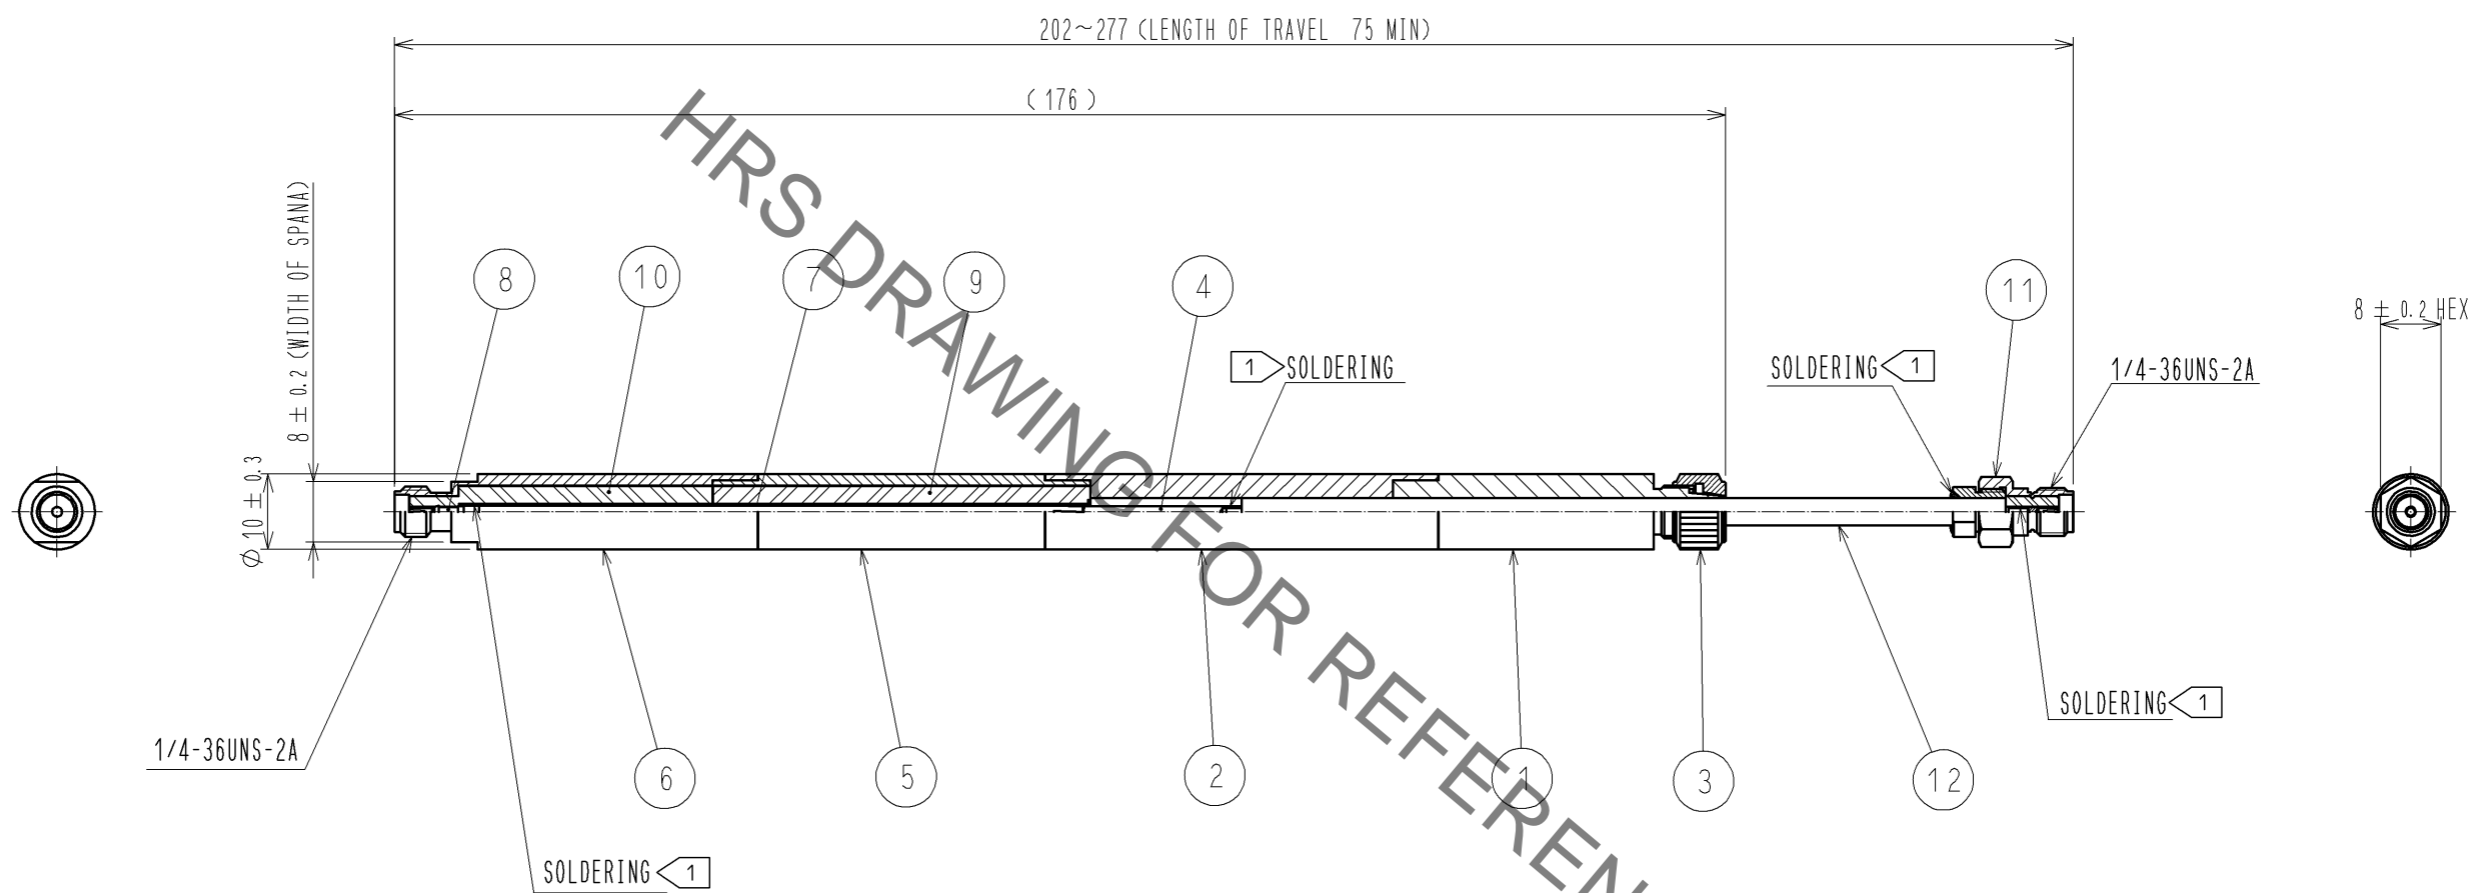 202~277 (LENGTH OF TRAVEL 75 MIN)
(176)
8 ± 0.2 (WIDTH OF SPANA)
Ø 10 ± 0.3
8
10
7
9
4
11
8 ± 0.2 HEX
1 SOLDERING
SOLDERING 1
1/4-36UNS-2A
HRS DRAWING FOR REFEREN
SOLDERING 1
1/4-36UNS-2A
6
5
2
1
3
12
SOLDERING 1